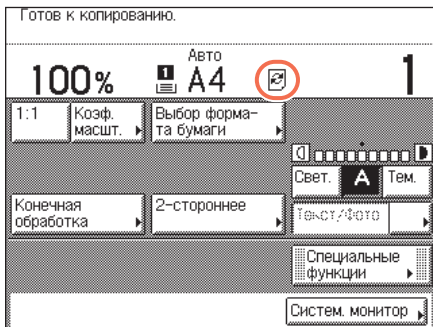 Готов к копированию.
Авто
100% 1 A4 1
1:1 Коэф. масшт.
Выбор форма-
та бумаги
Свет. A Тем.
Конечная
обработка
2-стороннее
Текст/Фото
Специальные
функции
Систем. монитор